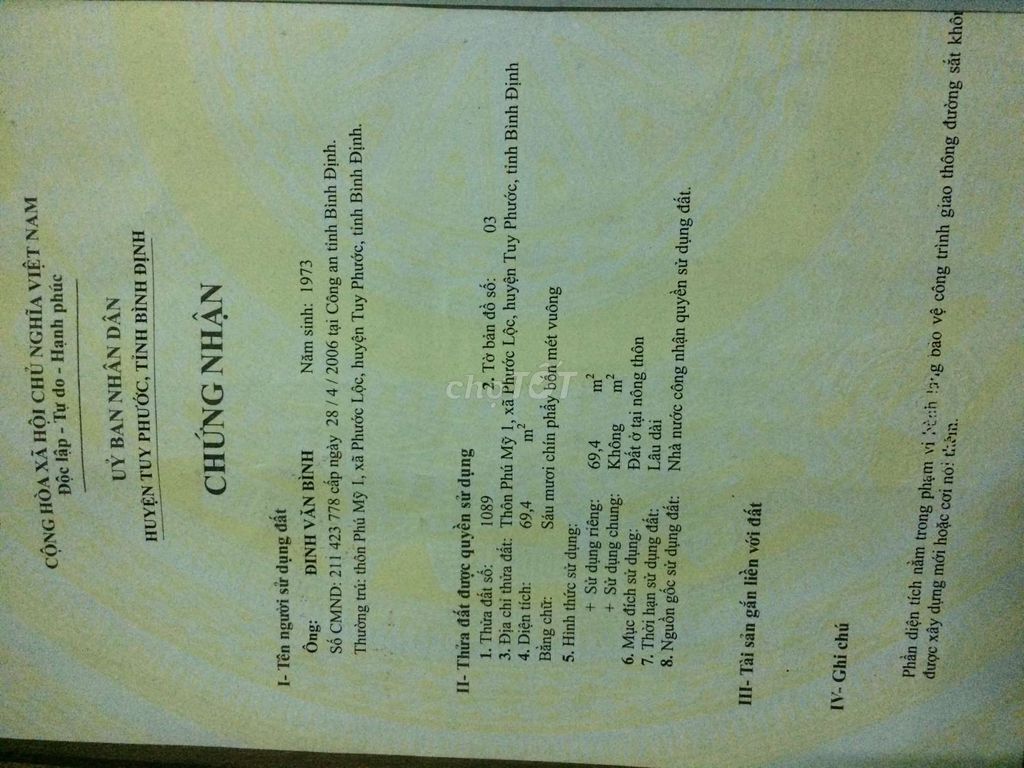 CỘNG HÒA XÃ HỘI CHỦ NGHĨA VIỆT NAM
Độc lập - Tự do - Hạnh phúc
UỶ BAN NHÂN DÂN
HUYỆN TUY PHƯỚC, TỈNH BÌNH ĐỊNH
CHỨNG NHẬN
I- Tên người sử dụng đất
Ông: ĐINH VĂN BÌNH Năm sinh: 1973
Số CMND: 211 423 778 cấp ngày 28 / 4 / 2006 tại Công an tỉnh Bình Định.
Thường trú: thôn Phú Mỹ 1, xã Phước Lộc, huyện Tuy Phước, tỉnh Bình Định.
II- Thửa đất được quyền sử dụng
1. Thửa đất số: 1089 2. Tờ bản đồ số: 03
3. Địa chỉ thửa đất: Thôn Phú Mỹ 1, xã Phước Lộc, huyện Tuy Phước, tỉnh Bình Định
4. Diện tích: 69,4 m²
Bằng chữ: Sáu mươi chín phẩy bốn mét vuông
5. Hình thức sử dụng:
+ Sử dụng riêng: 69,4 m²
+ Sử dụng chung: Không m²
6. Mục đích sử dụng: Đất ở tại nông thôn
7. Thời hạn sử dụng đất: Lâu dài
8. Nguồn gốc sử dụng đất: Nhà nước công nhận quyền sử dụng đất.
III- Tài sản gắn liền với đất
IV- Ghi chú
Phần diện tích nằm trong phạm vi hành lang bảo vệ công trình giao thông đường sắt không
được xây dựng mới hoặc cơi nới thêm.
chợTỐT